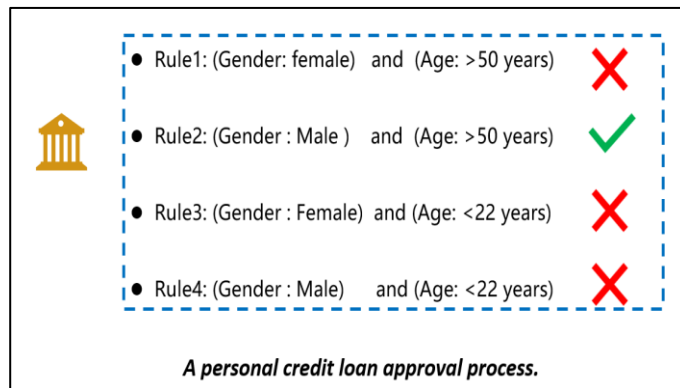 ● Rule1: (Gender: female) and (Age: >50 years)
● Rule2: (Gender : Male ) and (Age: >50 years)
● Rule3: (Gender : Female) and (Age: <22 years)
● Rule4: (Gender : Male) and (Age: <22 years)
A personal credit loan approval process.